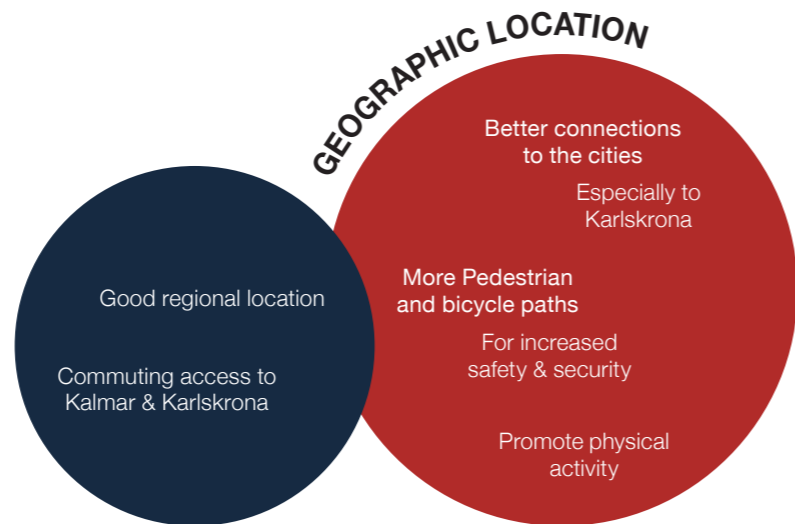 GEOGRAPHIC LOCATION
Good regional location
Commuting access to
Kalmar & Karlskrona
Better connections
to the cities
Especially to
Karlskrona
More Pedestrian
and bicycle paths
For increased
safety & security
Promote physical
activity